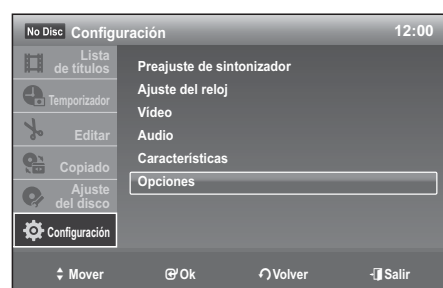 No Disc Configuración 12:00
Lista
de títulos
Temporizador
Editar
Copiado
Ajuste
del disco
Configuración
Preajuste de sintonizador
Ajuste del reloj
Video
Audio
Características
Opciones
Mover Ok Volver Salir